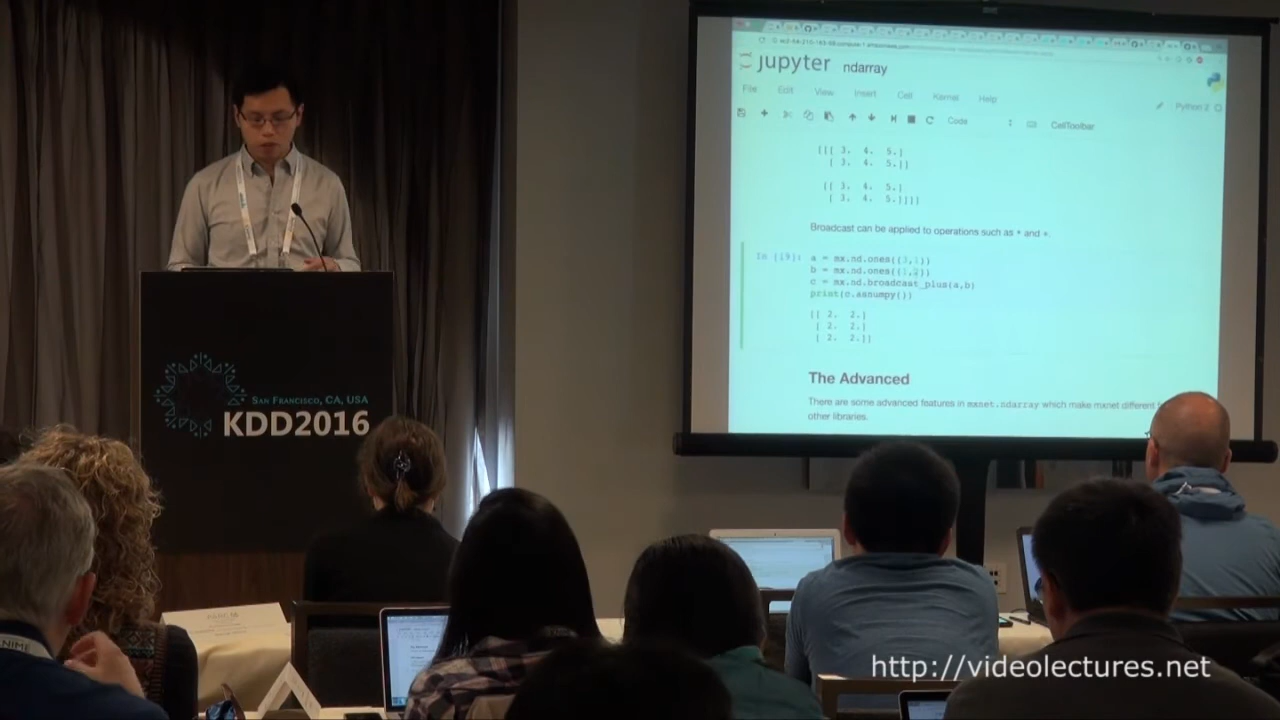 jupyter ndarray
File Edit View Insert Cell Kernel Help
Python 2
Code CellToolbar
[[[ 3. 4. 5.]
[ 3. 4. 5.]]
[[ 3. 4. 5.]
[ 3. 4. 5.]]]]
Broadcast can be applied to operations such as * and +.
In [19]: a = mx.nd.ones((3,1))
b = mx.nd.ones((1,2))
c = mx.nd.broadcast_plus(a,b)
print(c.asnumpy())
[[ 2. 2.]
[ 2. 2.]
[ 2. 2.]]
The Advanced
There are some advanced features in mxnet.ndarray which make mxnet different
other libraries.
SAN FRANCISCO, CA, USA
KDD2016
NIME
http://videolectures.net